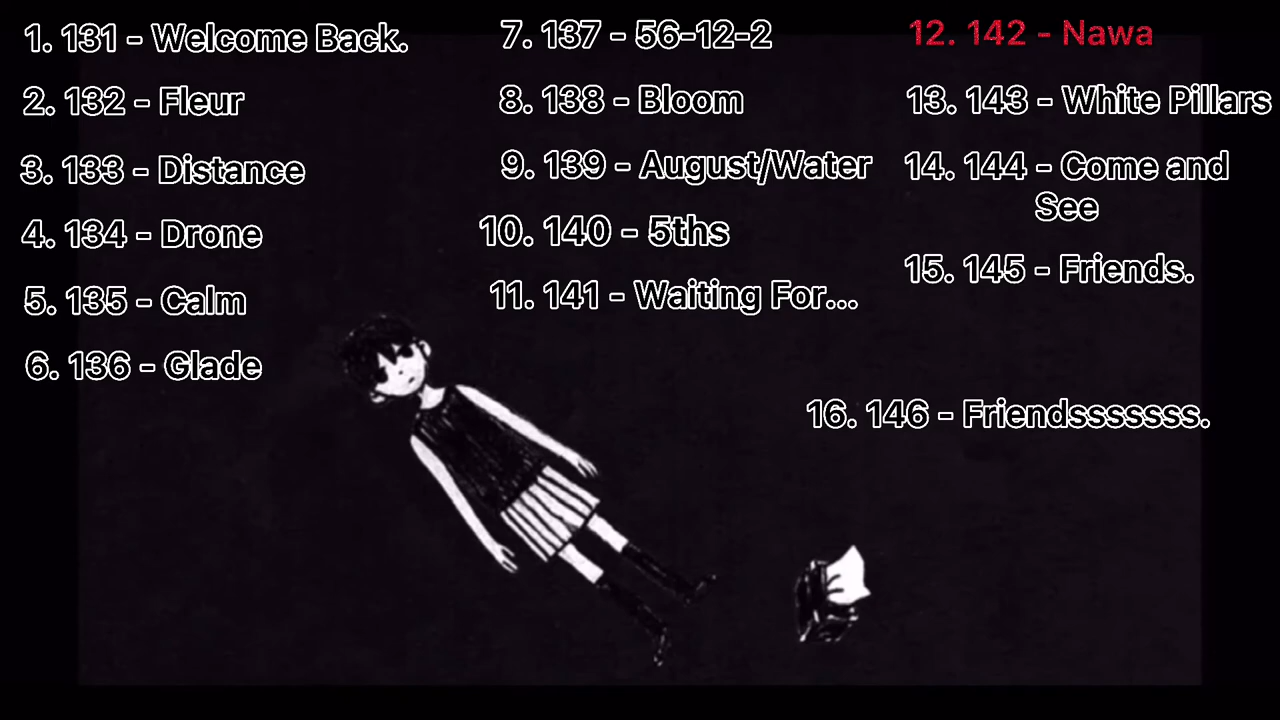 1. 131 - Welcome Back.
2. 132 - Fleur
3. 133 - Distance
4. 134 - Drone
5. 135 - Calm
6. 136 - Glade
7. 137 - 56-12-2
8. 138 - Bloom
9. 139 - August/Water
10. 140 - 5ths
11. 141 - Waiting For...
12. 142 - Nawa
13. 143 - White Pillars
14. 144 - Come and
See
15. 145 - Friends.
16. 146 - Friendsssssss.